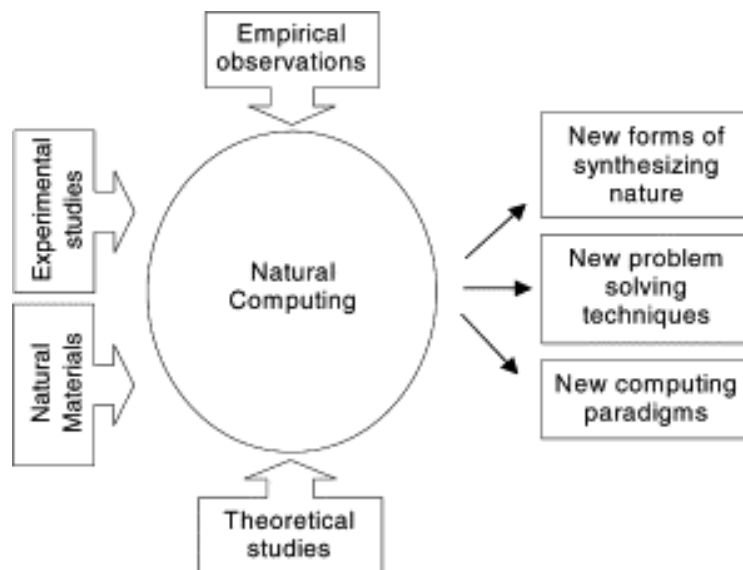 Empirical
observations
Experimental
studies
Natural
Materials
Natural
Computing
Theoretical
studies
New forms of
synthesizing
nature
New problem
solving
techniques
New computing
paradigms